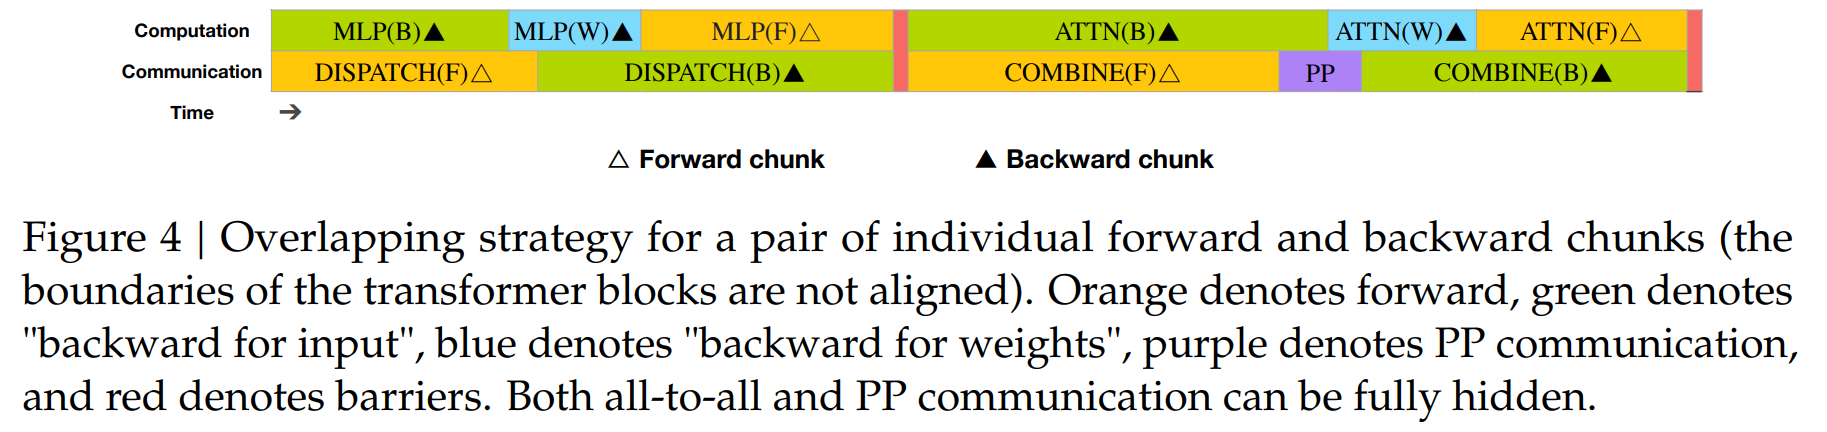 Computation MLP(B)▲ MLP(W)▲ MLP(F)△ ATTN(B)▲ ATTN(W)▲ ATTN(F)△
Communication DISPATCH(F)△ DISPATCH(B)▲ COMBINE(F)△ PP COMBINE(B)▲
Time ➔
△ Forward chunk ▲ Backward chunk
Figure 4 | Overlapping strategy for a pair of individual forward and backward chunks (the
boundaries of the transformer blocks are not aligned). Orange denotes forward, green denotes
"backward for input", blue denotes "backward for weights", purple denotes PP communication,
and red denotes barriers. Both all-to-all and PP communication can be fully hidden.